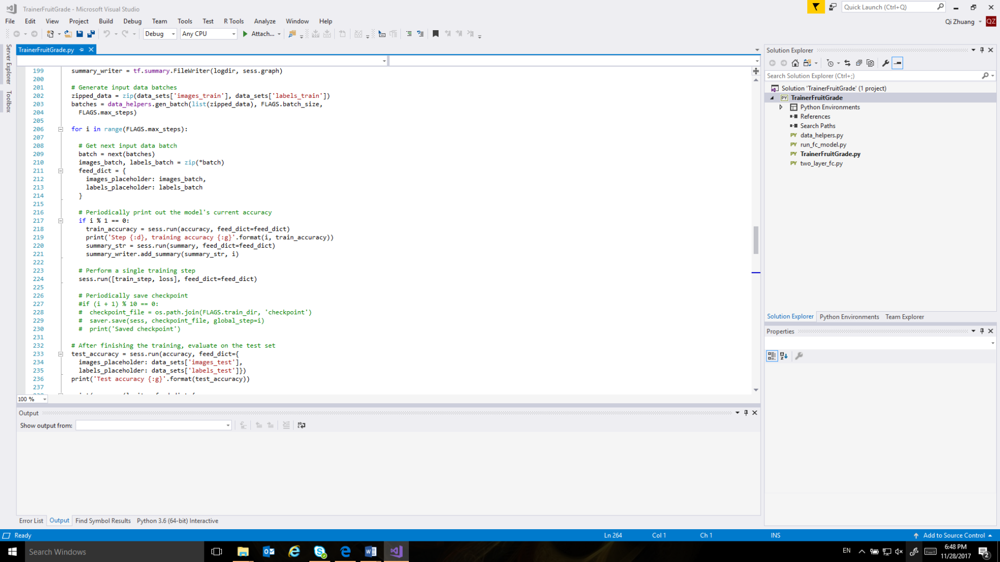 TrainerFruitGrade - Microsoft Visual Studio
Quick Launch (Ctrl+Q)
File Edit View Project Build Debug Team Tools Test R Tools Analyze Window Help
Qi Zhuang QZ
Debug Any CPU Attach...
Server Explorer
Toolbox
TrainerFruitGrade.py
199 summary_writer = tf.summary.FileWriter(logdir, sess.graph)
200
201 # Generate input data batches
202 zipped_data = zip(data_sets['images_train'], data_sets['labels_train'])
203 batches = data_helpers.gen_batch(list(zipped_data), FLAGS.batch_size,
204 FLAGS.max_steps)
205
206 for i in range(FLAGS.max_steps):
207
208 # Get next input data batch
209 batch = next(batches)
210 images_batch, labels_batch = zip(*batch)
211 feed_dict = {
212 images_placeholder: images_batch,
213 labels_placeholder: labels_batch
214 }
215
216 # Periodically print out the model's current accuracy
217 if i % 1 == 0:
218 train_accuracy = sess.run(accuracy, feed_dict=feed_dict)
219 print('Step {:d}, training accuracy {:g}'.format(i, train_accuracy))
220 summary_str = sess.run(summary, feed_dict=feed_dict)
221 summary_writer.add_summary(summary_str, i)
222
223 # Perform a single training step
224 sess.run([train_step, loss], feed_dict=feed_dict)
225
226 # Periodically save checkpoint
227 #if (i + 1) % 10 == 0:
228 #  checkpoint_file = os.path.join(FLAGS.train_dir, 'checkpoint')
229 #  saver.save(sess, checkpoint_file, global_step=i)
230 #  print('Saved checkpoint')
231
232 # After finishing the training, evaluate on the test set
233 test_accuracy = sess.run(accuracy, feed_dict={
234 images_placeholder: data_sets['images_test'],
235 labels_placeholder: data_sets['labels_test']})
236 print('Test accuracy {:g}'.format(test_accuracy))
237
100 %
Output
Show output from:
Error List Output Find Symbol Results Python 3.6 (64-bit) Interactive
Solution Explorer
Search Solution Explorer (Ctrl+;)
Solution 'TrainerFruitGrade' (1 project)
PY TrainerFruitGrade
Python Environments
References
Search Paths
PY data_helpers.py
PY run_fc_model.py
PY TrainerFruitGrade.py
PY two_layer_fc.py
Solution Explorer Python Environments Team Explorer
Properties
Ready Ln 264 Col 1 Ch 1 INS Add to Source Control
Search Windows
EN 6:48 PM
11/28/2017
2